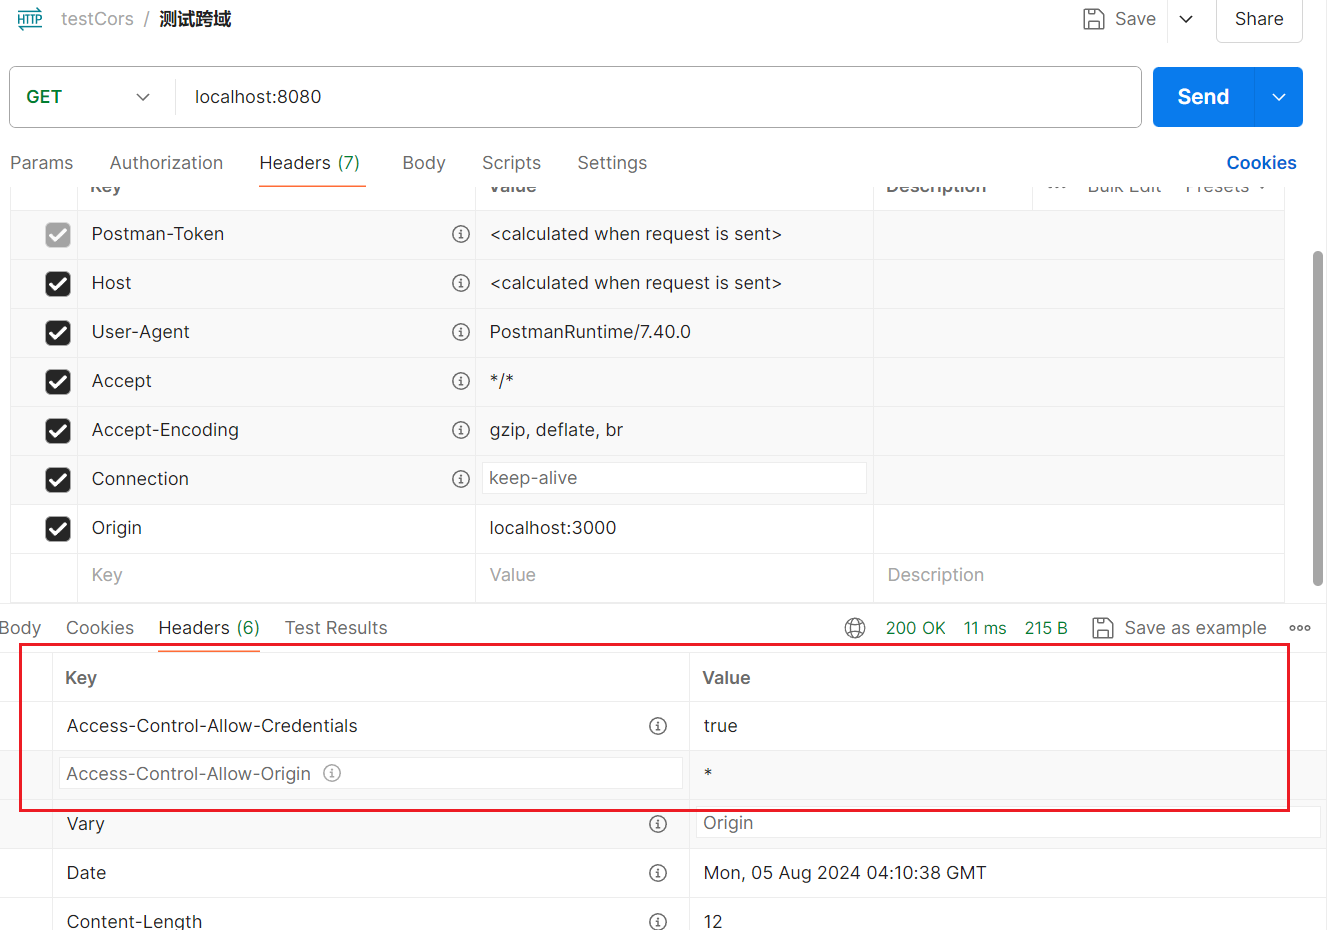 HTTP testCors / 测试跨域 Save Share
GET localhost:8080 Send
Params Authorization Headers (7) Body Scripts Settings Cookies
Key Value Description Bulk Edit Presets
Postman-Token <calculated when request is sent>
Host <calculated when request is sent>
User-Agent PostmanRuntime/7.40.0
Accept */*
Accept-Encoding gzip, deflate, br
Connection keep-alive
Origin localhost:3000
Key Value Description
Body Cookies Headers (6) Test Results 200 OK 11 ms 215 B Save as example
Key Value
Access-Control-Allow-Credentials true
Access-Control-Allow-Origin *
Vary Origin
Date Mon, 05 Aug 2024 04:10:38 GMT
Content-Length 12